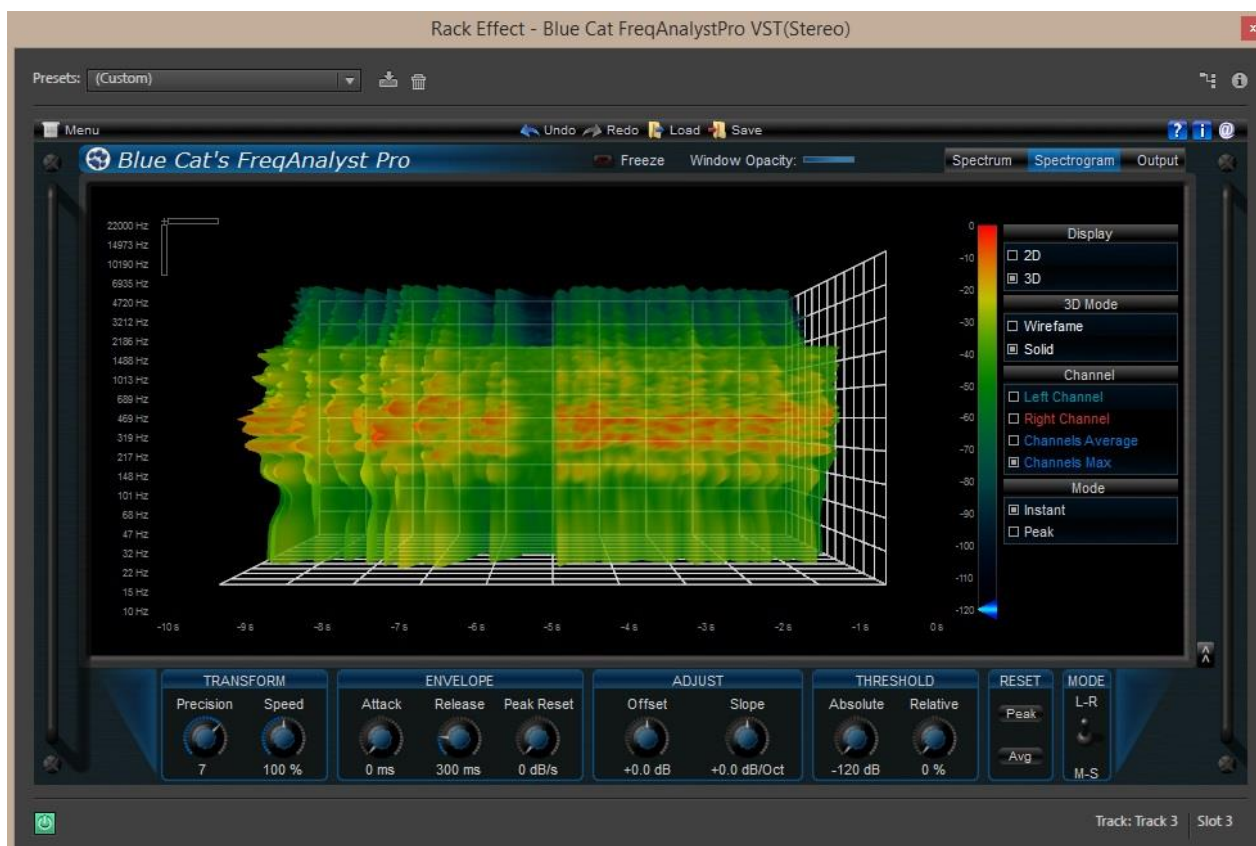 Rack Effect - Blue Cat FreqAnalystPro VST(Stereo)
x
Presets: (Custom)
Menu Undo Redo Load Save ? i @
Blue Cat's FreqAnalyst Pro Freeze Window Opacity: Spectrum Spectrogram Output
22000 Hz
14973 Hz
10190 Hz
6935 Hz
4720 Hz
3212 Hz
2186 Hz
1488 Hz
1013 Hz
689 Hz
469 Hz
319 Hz
217 Hz
148 Hz
101 Hz
68 Hz
47 Hz
32 Hz
22 Hz
15 Hz
10 Hz
-10 s -9 s -8 s -7 s -6 s -5 s -4 s -3 s -2 s -1 s 0 s
0
-10
-20
-30
-40
-50
-60
-70
-80
-90
-100
-110
-120
Display
2D
3D
3D Mode
Wirefame
Solid
Channel
Left Channel
Right Channel
Channels Average
Channels Max
Mode
Instant
Peak
TRANSFORM ENVELOPE ADJUST THRESHOLD RESET MODE
Precision Speed Attack Release Peak Reset Offset Slope Absolute Relative Peak L-R
7 100 % 0 ms 300 ms 0 dB/s +0.0 dB +0.0 dB/Oct -120 dB 0 % Avg M-S
Track: Track 3 Slot 3